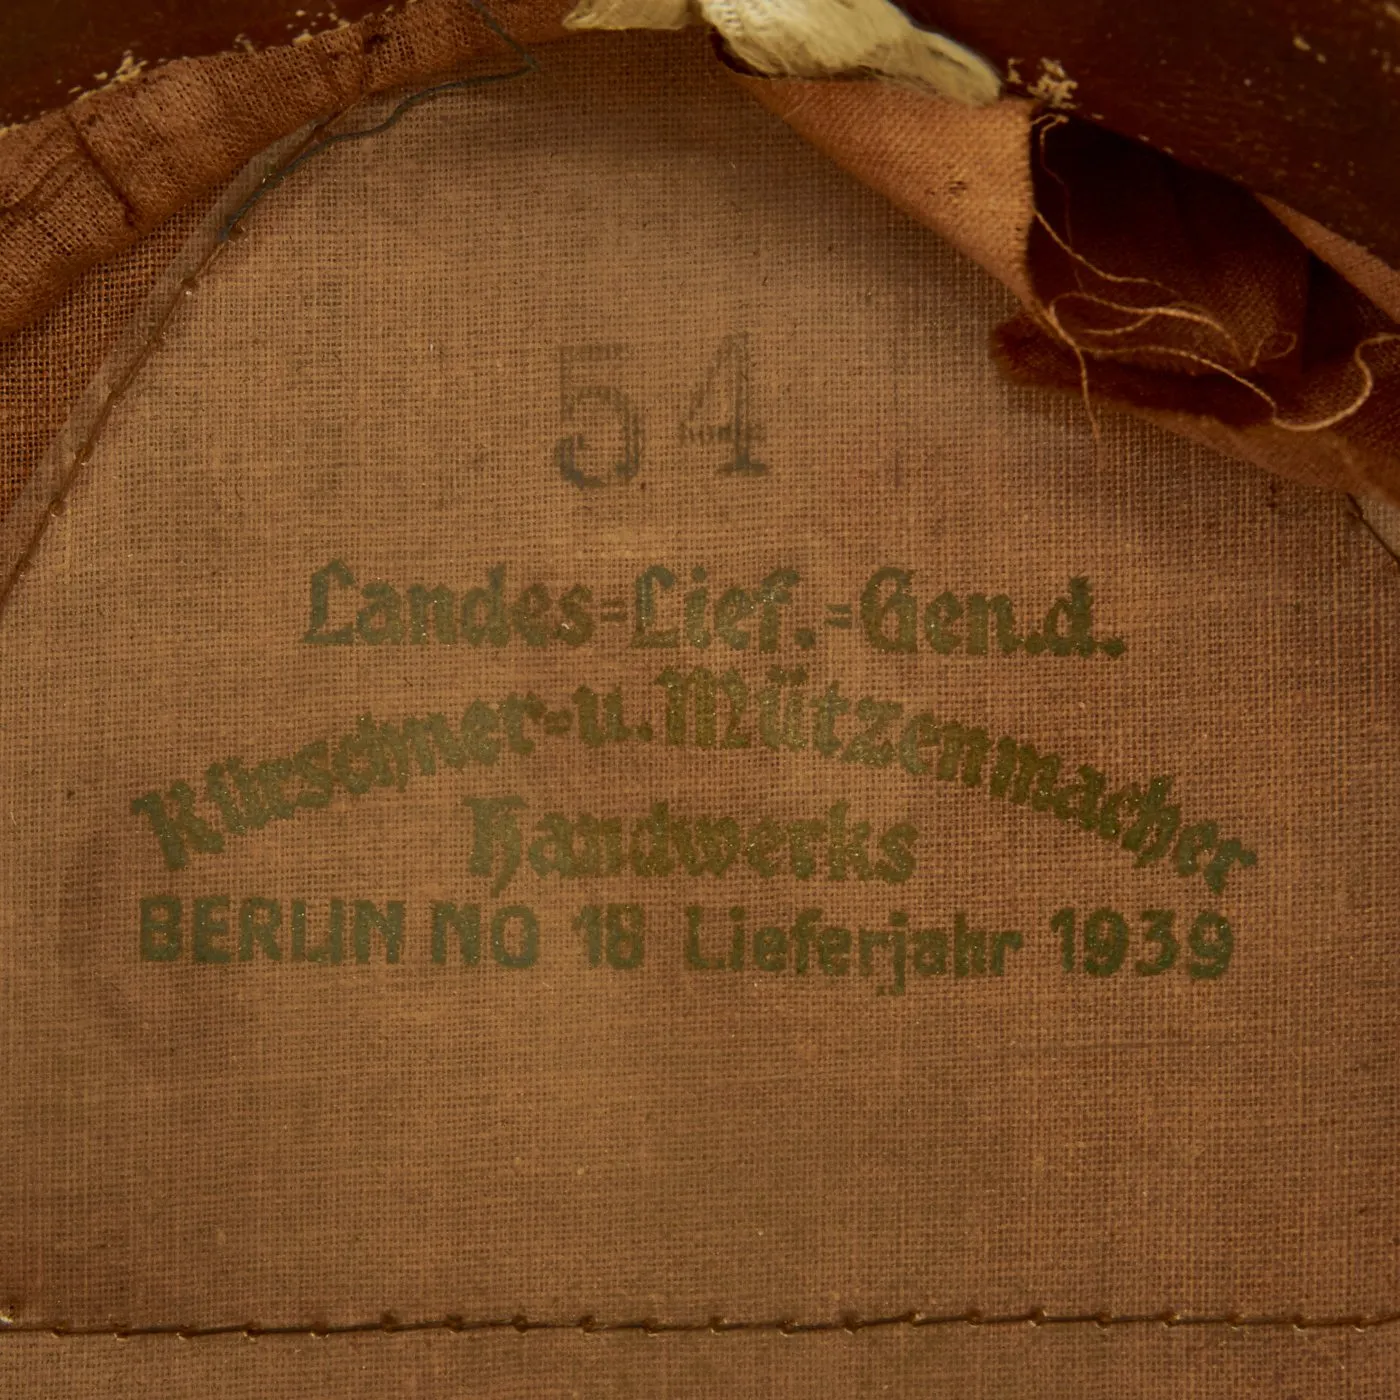 54
Landes=Lief.=Gen.d.
Kürschner=u.Mützenmacher
Handwerks
BERLIN NO 18 Lieferjahr 1939